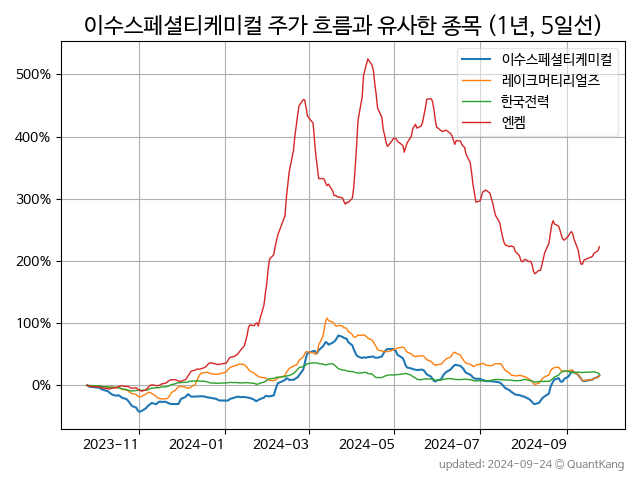 이수스페셜티케미컬 주가 흐름과 유사한 종목 (1년, 5일선)
이수스페셜티케미컬
레이크머티리얼즈
한국전력
엔켐
500%
400%
300%
200%
100%
0%
2023-11
2024-01
2024-03
2024-05
2024-07
2024-09
updated: 2024-09-24 © QuantKang